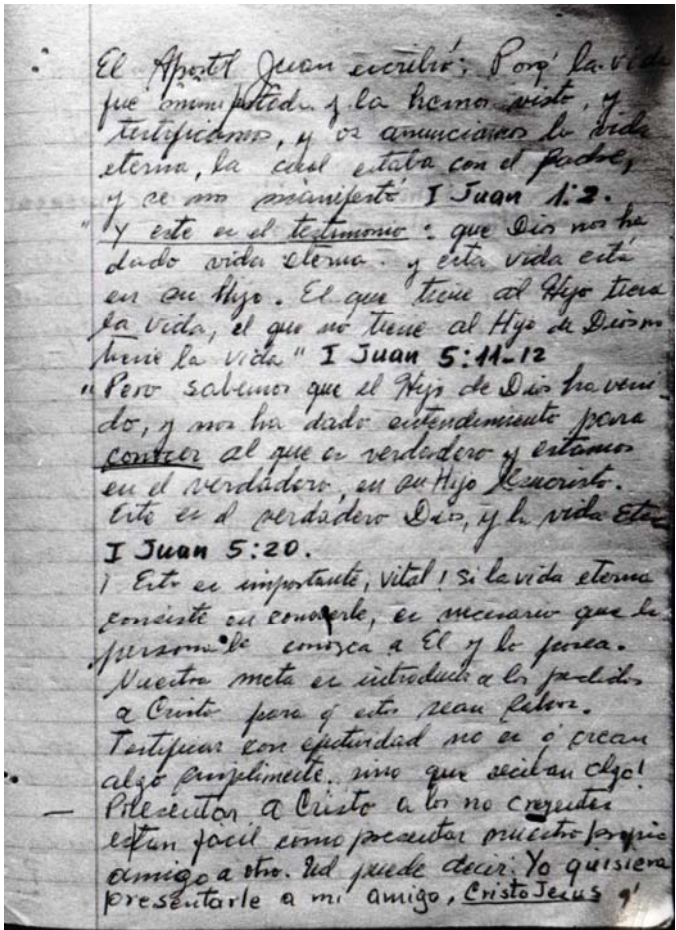 El Apostol Juan escribió: Porq' la vida
fue manifestada y la hemos visto, y
testificamos, y os anunciamos la vida
eterna, la cual estaba con el padre,
y se nos manifestó I Juan 1:2.
"Y este es el testimonio: que Dios nos ha
dado vida eterna y esta vida está
en su Hijo. El que tiene al Hijo tiene
la vida, el que no tiene al Hijo de Dios no
tiene la vida" I Juan 5:11-12
"Pero sabemos que el Hijo de Dios ha veni-
do, y nos ha dado entendimiento para
conocer al que es verdadero y estamos
en el verdadero, en su Hijo Jesucristo.
Este es el verdadero Dios, y la vida
I Juan 5:20.
¡Esto es importante, vital! Si la vida eterna
consiste en conocerle, es necesario que la
persona le conozca a El y lo posea.
Nuestra meta es introducir a los perdidos
a Cristo para q' estos sean salvos.
Testificar con efectividad no es q' crean
algo simplemente, sino que reciban algo!
— Presentar a Cristo a los no creyentes
es tan facil como presentar nuestro propio
amigo a otro. Ud puede decir: Yo quisiera
presentarle a mi amigo, Cristo Jesus q'